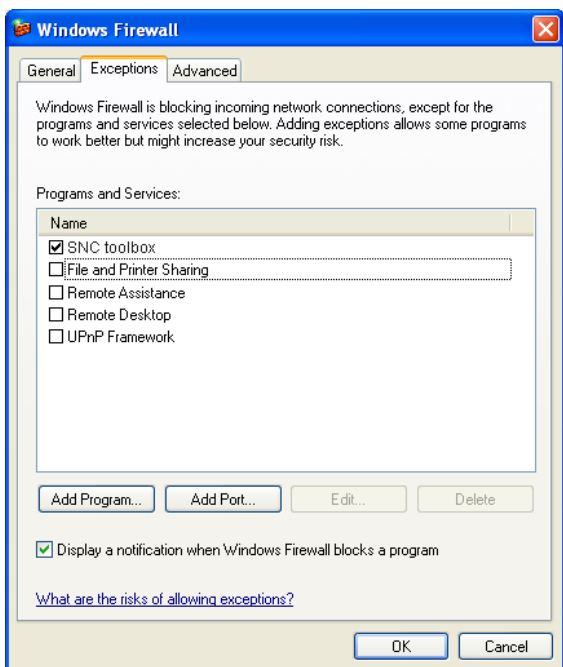 Windows Firewall
General Exceptions Advanced
Windows Firewall is blocking incoming network connections, except for the
programs and services selected below. Adding exceptions allows some programs
to work better but might increase your security risk.
Programs and Services:
Name
SNC toolbox
File and Printer Sharing
Remote Assistance
Remote Desktop
UPnP Framework
Add Program... Add Port... Edit... Delete
Display a notification when Windows Firewall blocks a program
What are the risks of allowing exceptions?
OK Cancel